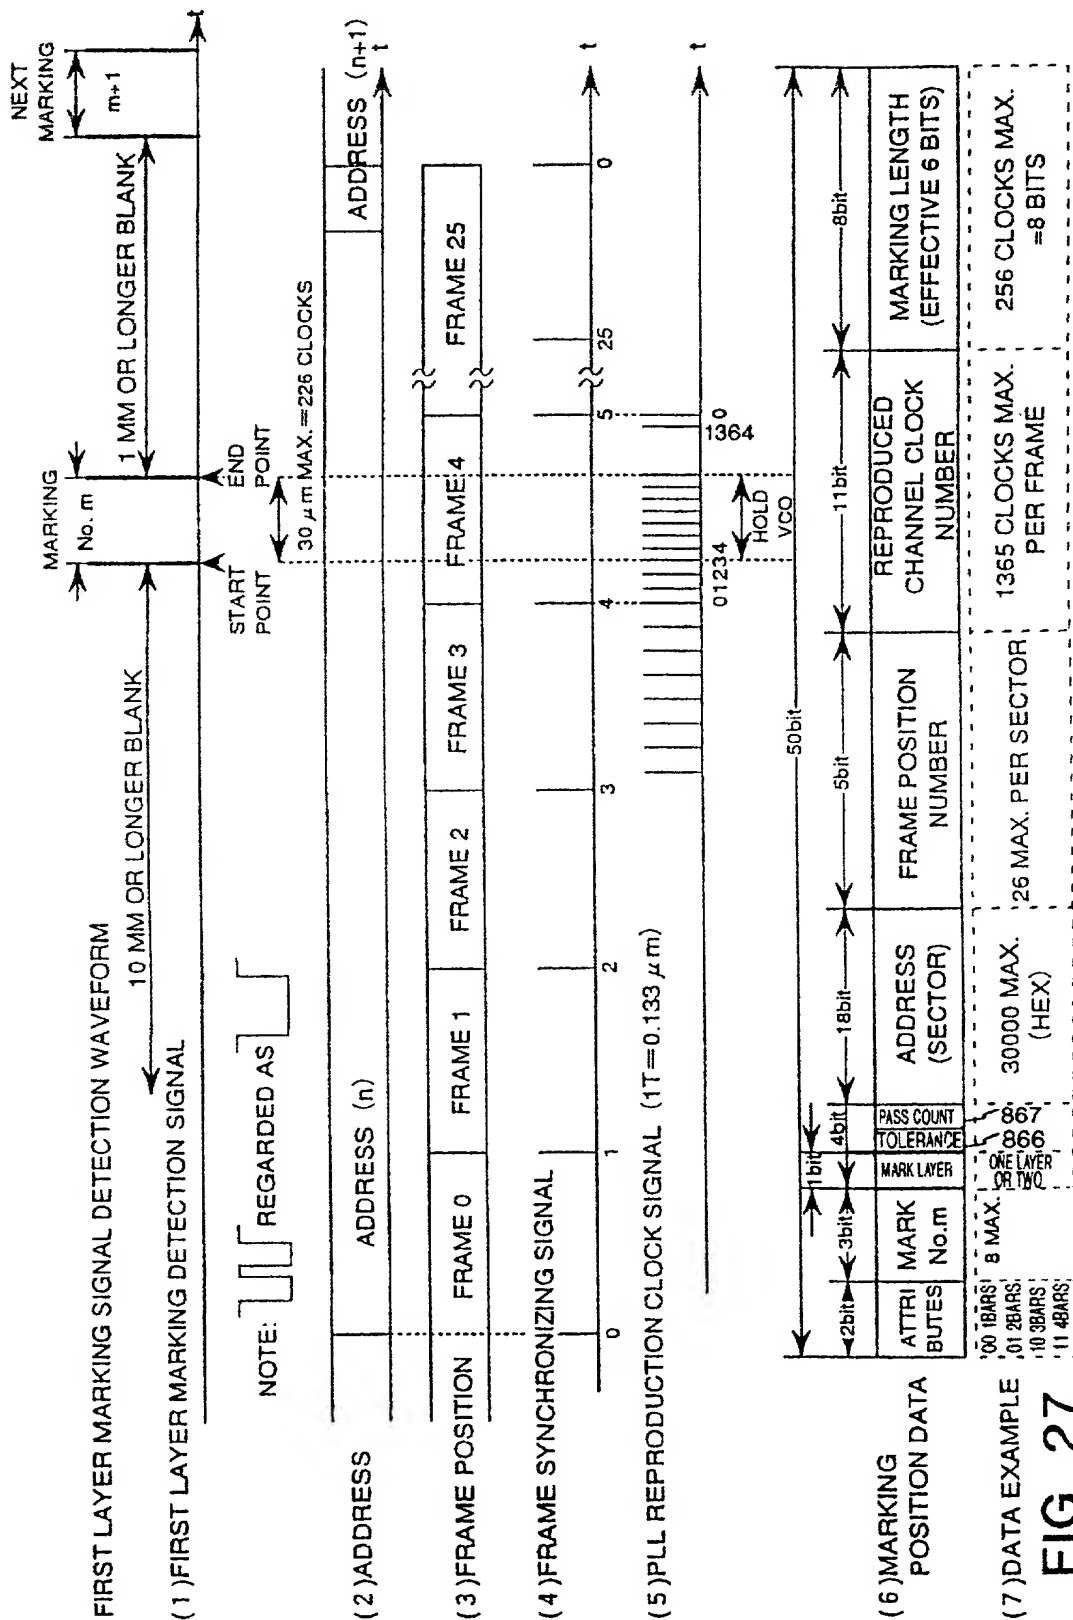 FIRST LAYER MARKING SIGNAL DETECTION WAVEFORM
(1)FIRST LAYER MARKING DETECTION SIGNAL
10 MM OR LONGER BLANK
MARKING
No. m
START
POINT
END
POINT
1 MM OR LONGER BLANK
NEXT
MARKING
m+1
t
NOTE:
REGARDED AS
30 μm MAX.=226 CLOCKS
(2)ADDRESS
ADDRESS (n)
ADDRESS (n+1)
t
(3)FRAME POSITION
FRAME 0
FRAME 1
FRAME 2
FRAME 3
FRAME 4
FRAME 25
(4)FRAME SYNCHRONIZING SIGNAL
0
1
2
3
4
5
25
0
t
(5)PLL REPRODUCTION CLOCK SIGNAL (1T=0.133 μm)
01234
1364
0
t
HOLD
VCO
50bit
2bit
3bit
1bit
4bit
18bit
5bit
11bit
8bit
(6)MARKING
POSITION DATA
ATTRI
BUTES
MARK
No.m
MARK LAYER
TOLERANCE
PASS COUNT
ADDRESS
(SECTOR)
FRAME POSITION
NUMBER
REPRODUCED
CHANNEL CLOCK
NUMBER
MARKING LENGTH
(EFFECTIVE 6 BITS)
(7)DATA EXAMPLE
00 1BARS
01 2BARS
10 3BARS
11 4BARS
8 MAX.
ONE LAYER
OR TWO
866
867
30000 MAX.
(HEX)
26 MAX. PER SECTOR
1365 CLOCKS MAX.
PER FRAME
256 CLOCKS MAX.
=8 BITS
FIG. 27